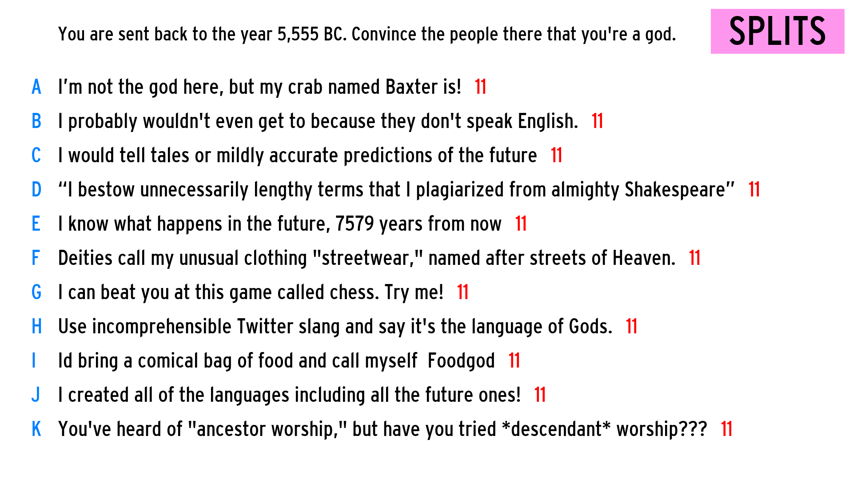 You are sent back to the year 5,555 BC. Convince the people there that you're a god.
SPLITS
A I’m not the god here, but my crab named Baxter is! 11
B I probably wouldn't even get to because they don't speak English. 11
C I would tell tales or mildly accurate predictions of the future 11
D “I bestow unnecessarily lengthy terms that I plagiarized from almighty Shakespeare” 11
E I know what happens in the future, 7579 years from now 11
F Deities call my unusual clothing "streetwear," named after streets of Heaven. 11
G I can beat you at this game called chess. Try me! 11
H Use incomprehensible Twitter slang and say it's the language of Gods. 11
I Id bring a comical bag of food and call myself  Foodgod 11
J I created all of the languages including all the future ones! 11
K You've heard of "ancestor worship," but have you tried *descendant* worship??? 11